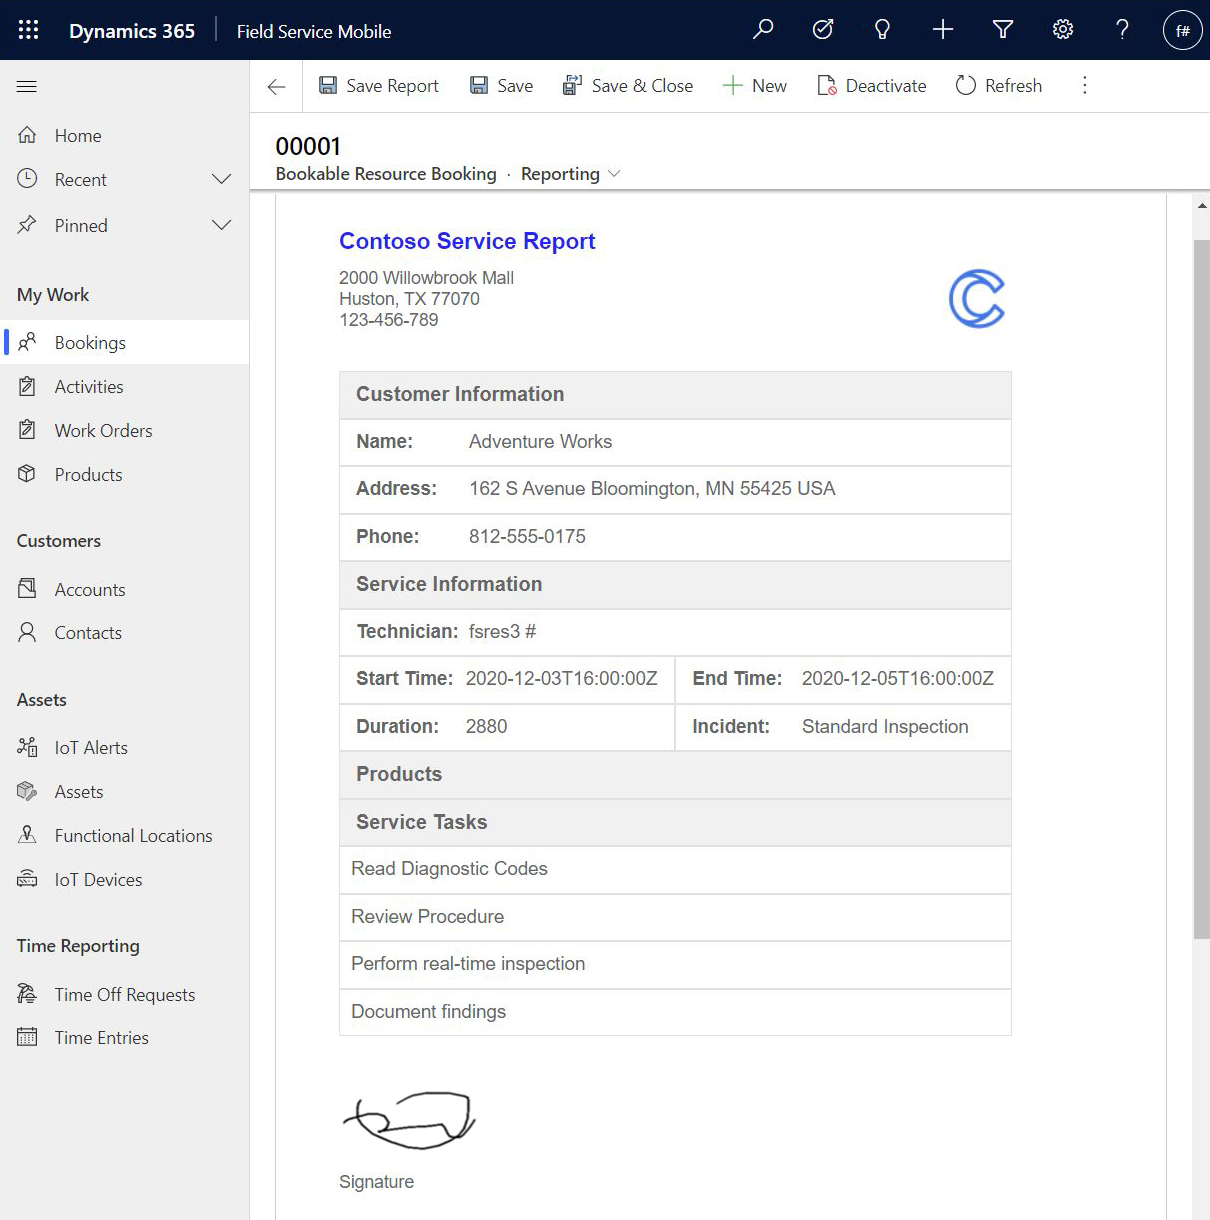 Dynamics 365 Field Service Mobile f#
Save Report Save Save & Close New Deactivate Refresh
Home
Recent
Pinned
My Work
Bookings
Activities
Work Orders
Products
Customers
Accounts
Contacts
Assets
IoT Alerts
Assets
Functional Locations
IoT Devices
Time Reporting
Time Off Requests
Time Entries
00001
Bookable Resource Booking · Reporting
Contoso Service Report
2000 Willowbrook Mall
Huston, TX 77070
123-456-789
Customer Information
Name: Adventure Works
Address: 162 S Avenue Bloomington, MN 55425 USA
Phone: 812-555-0175
Service Information
Technician: fsres3 #
Start Time: 2020-12-03T16:00:00Z End Time: 2020-12-05T16:00:00Z
Duration: 2880 Incident: Standard Inspection
Products
Service Tasks
Read Diagnostic Codes
Review Procedure
Perform real-time inspection
Document findings
Signature